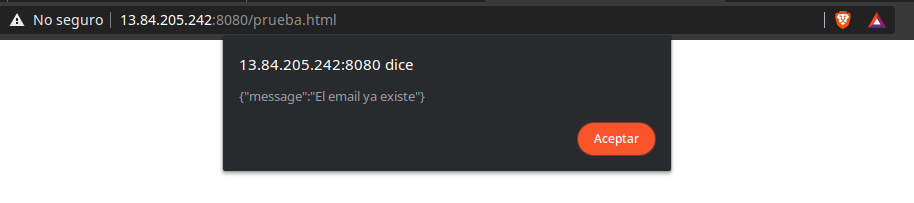 No seguro 13.84.205.242:8080/prueba.html
13.84.205.242:8080 dice
{"message":"El email ya existe"}
Aceptar